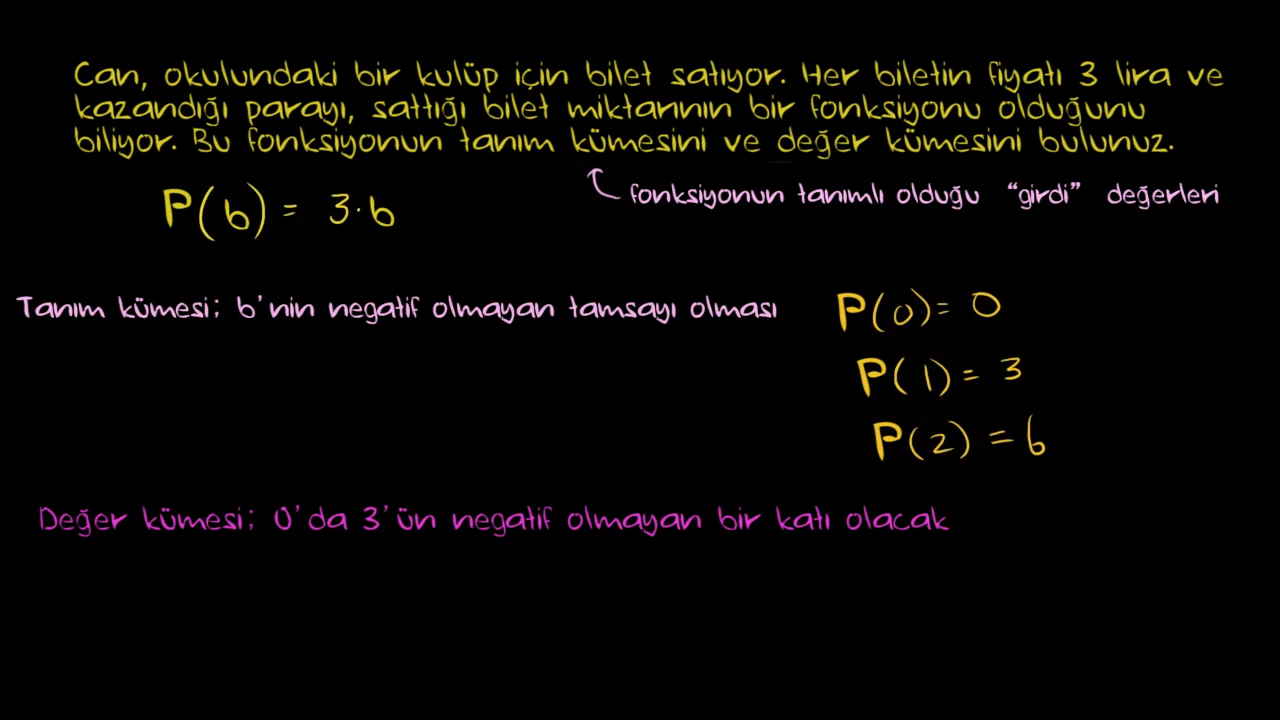 Can, okulundaki bir kulüp için bilet satıyor. Her biletin fiyatı 3 lira ve
kazandığı parayı, sattığı bilet miktarının bir fonksiyonu olduğunu
biliyor. Bu fonksiyonun tanım kümesini ve değer kümesini bulunuz.
fonksiyonun tanımlı olduğu "girdi" değerleri
P(b) = 3·b
Tanım kümesi; b'nin negatif olmayan tamsayı olması
P(0)= 0
P(1)= 3
P(2) = 6
Değer kümesi; 0'da 3'ün negatif olmayan bir katı olacak